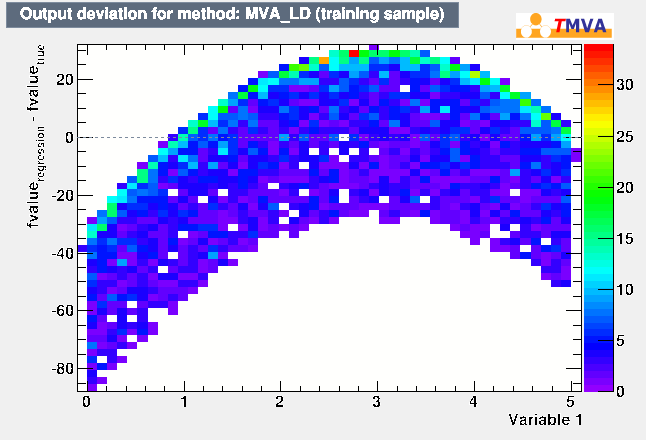 Output deviation for method: MVA_LD (training sample)
TMVA
fvalue_regression - fvalue_true
20
0
-20
-40
-60
-80
0 1 2 3 4 5
Variable 1
30
25
20
15
10
5
0